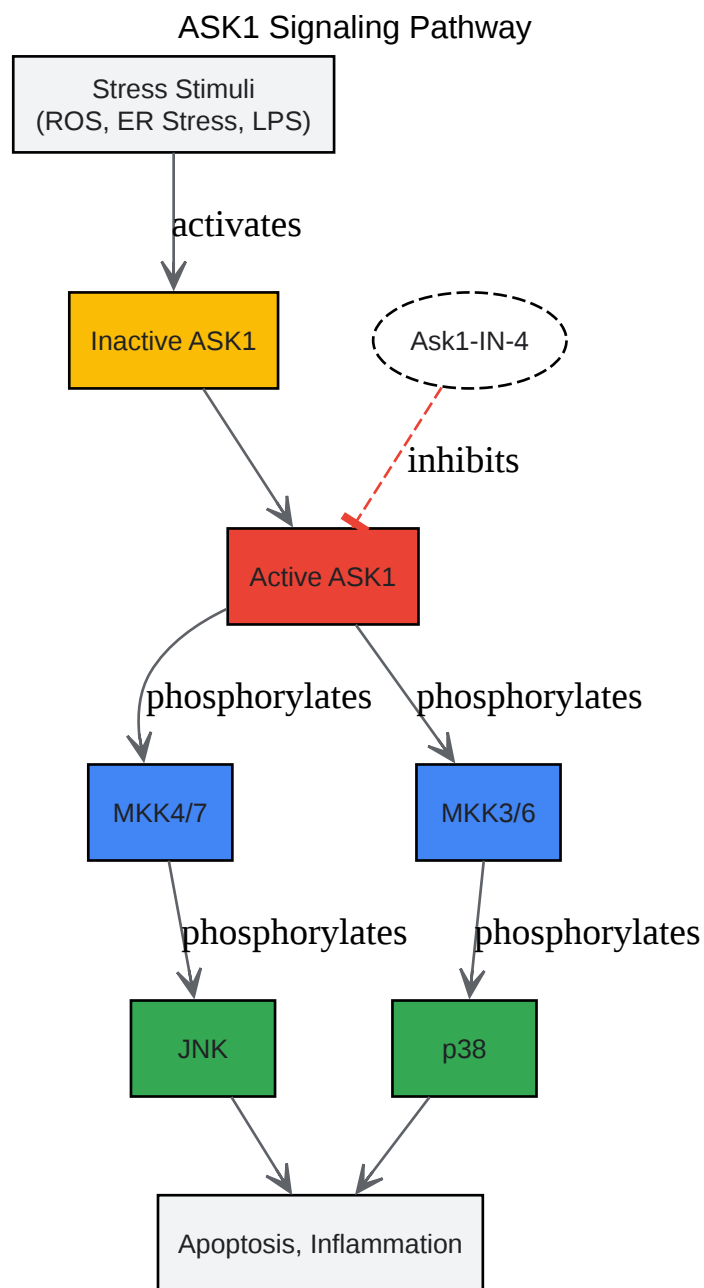 ASK1 Signaling Pathway
Stress Stimuli
(ROS, ER Stress, LPS)
activates
Inactive ASK1
Ask1-IN-4
inhibits
Active ASK1
phosphorylates
phosphorylates
MKK4/7
MKK3/6
phosphorylates
phosphorylates
JNK
p38
Apoptosis, Inflammation